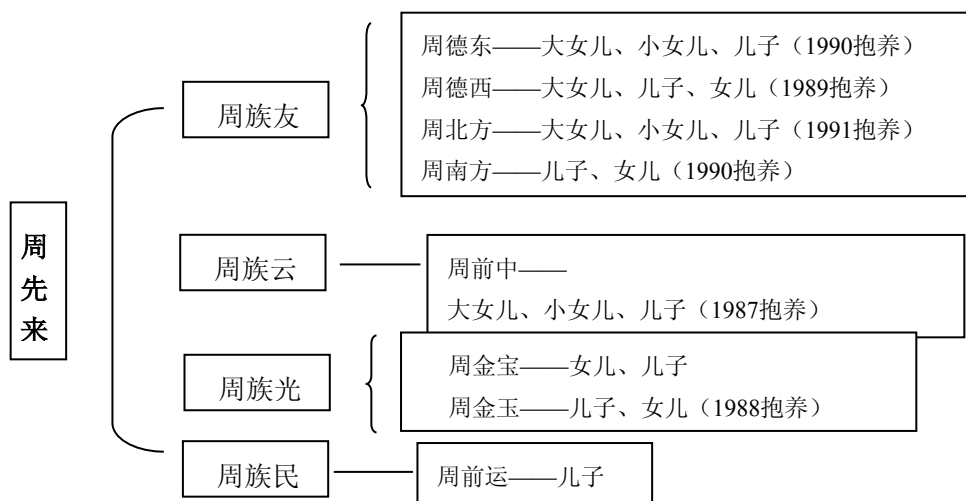 周先来
周族友
周德东——大女儿、小女儿、儿子（1990抱养）
周德西——大女儿、儿子、女儿（1989抱养）
周北方——大女儿、小女儿、儿子（1991抱养）
周南方——儿子、女儿（1990抱养）
周族云
周前中——
大女儿、小女儿、儿子（1987抱养）
周族光
周金宝——女儿、儿子
周金玉——儿子、女儿（1988抱养）
周族民
周前运——儿子